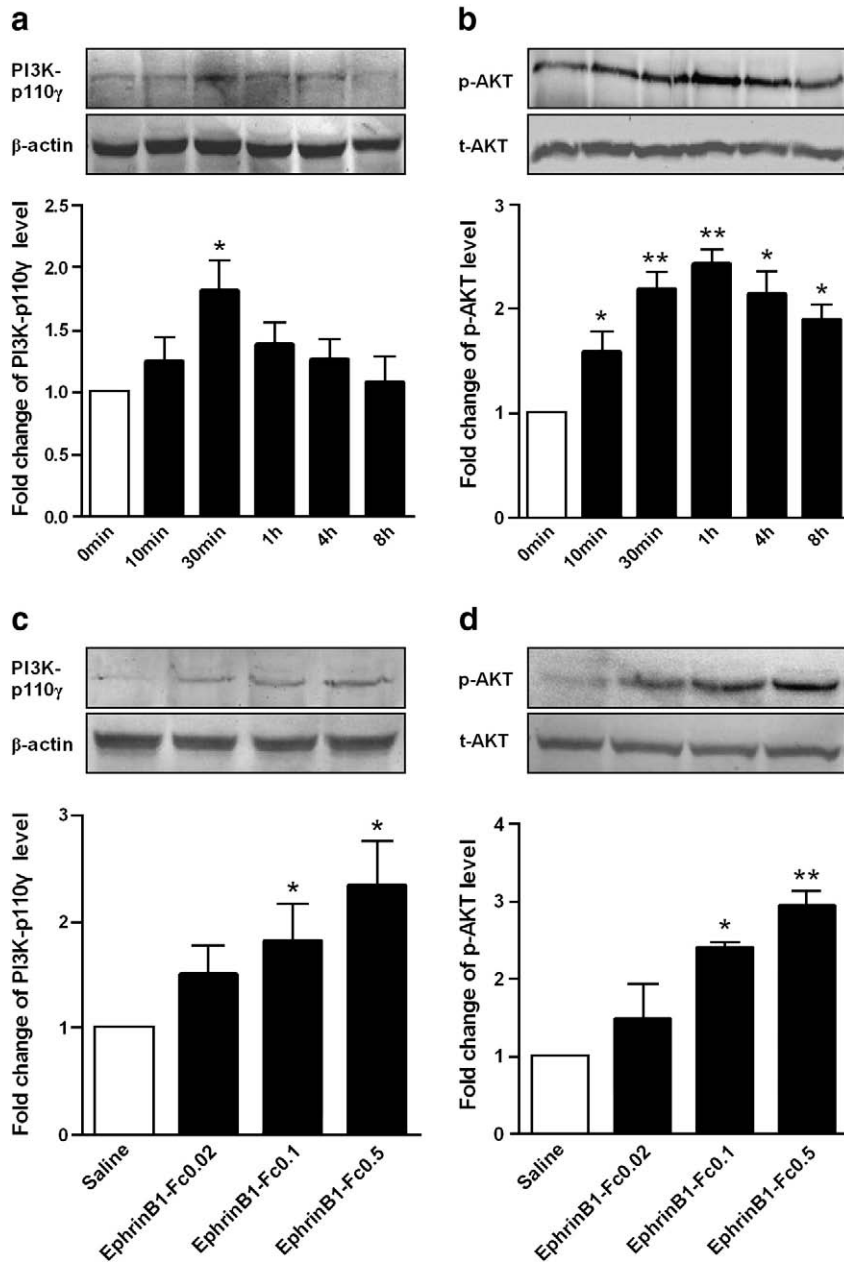 a
PI3K-
p110γ
β-actin
Fold change of PI3K-p110γ level
2.5
2.0
1.5
1.0
0.5
0.0
*
0min
10min
30min
1h
4h
8h
b
p-AKT
t-AKT
Fold change of p-AKT level
3
2
1
0
*
**
**
*
*
0min
10min
30min
1h
4h
8h
c
PI3K-
p110γ
β-actin
Fold change of PI3K-p110γ level
3
2
1
0
*
*
Saline
EphrinB1-Fc0.02
EphrinB1-Fc0.1
EphrinB1-Fc0.5
d
p-AKT
t-AKT
Fold change of p-AKT level
4
3
2
1
0
*
**
Saline
EphrinB1-Fc0.02
EphrinB1-Fc0.1
EphrinB1-Fc0.5